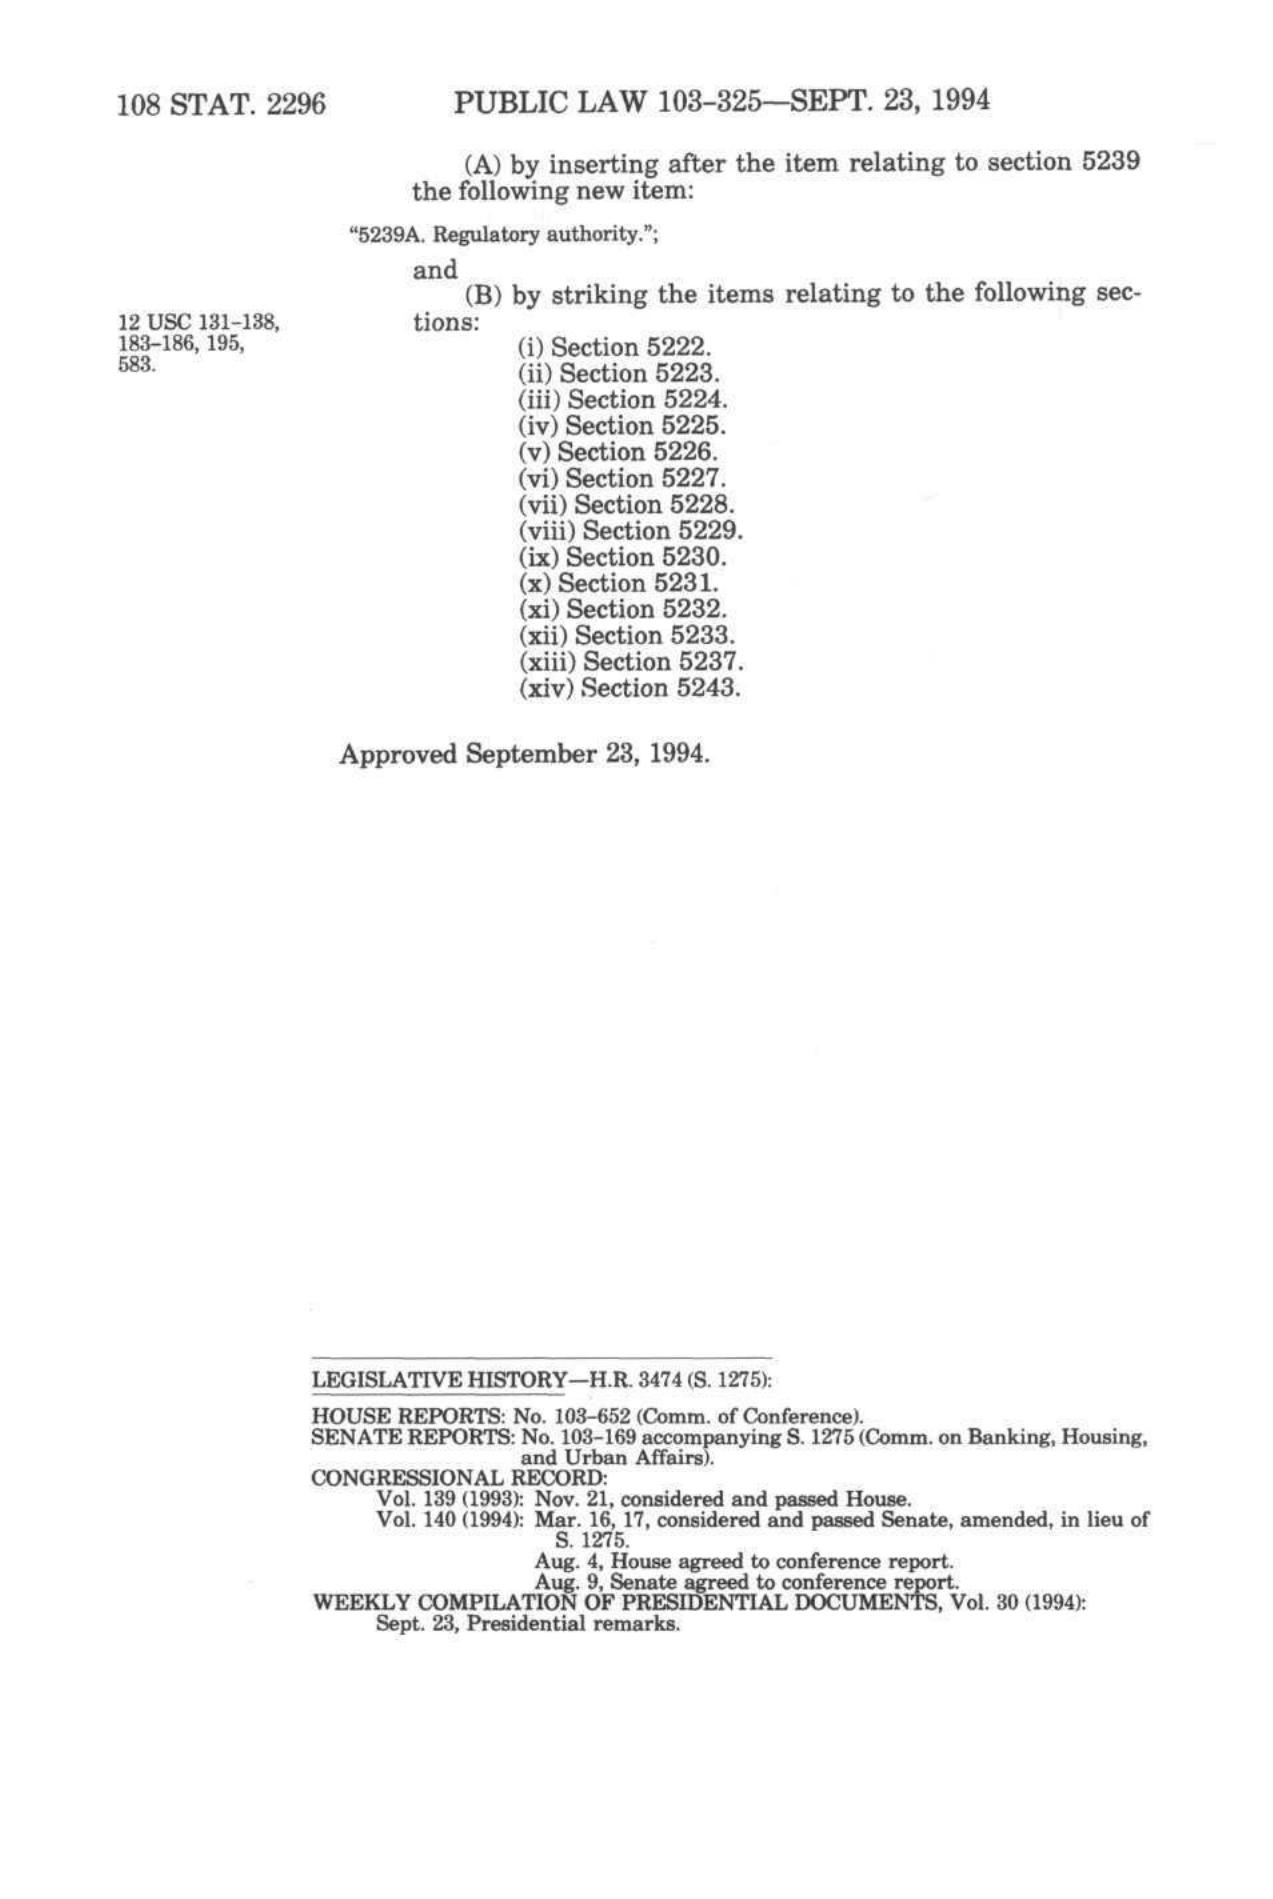 108 STAT. 2296 PUBLIC LAW 103–325—SEPT. 23, 1994
(A) by inserting after the item relating to section 5239
the following new item:
“5239A. Regulatory authority.”;
and
(B) by striking the items relating to the following sec-
tions:
12 USC 131–138,
183–186, 195,
583.
(i) Section 5222.
(ii) Section 5223.
(iii) Section 5224.
(iv) Section 5225.
(v) Section 5226.
(vi) Section 5227.
(vii) Section 5228.
(viii) Section 5229.
(ix) Section 5230.
(x) Section 5231.
(xi) Section 5232.
(xii) Section 5233.
(xiii) Section 5237.
(xiv) Section 5243.
Approved September 23, 1994.
LEGISLATIVE HISTORY—H.R. 3474 (S. 1275):
HOUSE REPORTS: No. 103–652 (Comm. of Conference).
SENATE REPORTS: No. 103–169 accompanying S. 1275 (Comm. on Banking, Housing,
and Urban Affairs).
CONGRESSIONAL RECORD:
Vol. 139 (1993): Nov. 21, considered and passed House.
Vol. 140 (1994): Mar. 16, 17, considered and passed Senate, amended, in lieu of
S. 1275.
Aug. 4, House agreed to conference report.
Aug. 9, Senate agreed to conference report.
WEEKLY COMPILATION OF PRESIDENTIAL DOCUMENTS, Vol. 30 (1994):
Sept. 23, Presidential remarks.